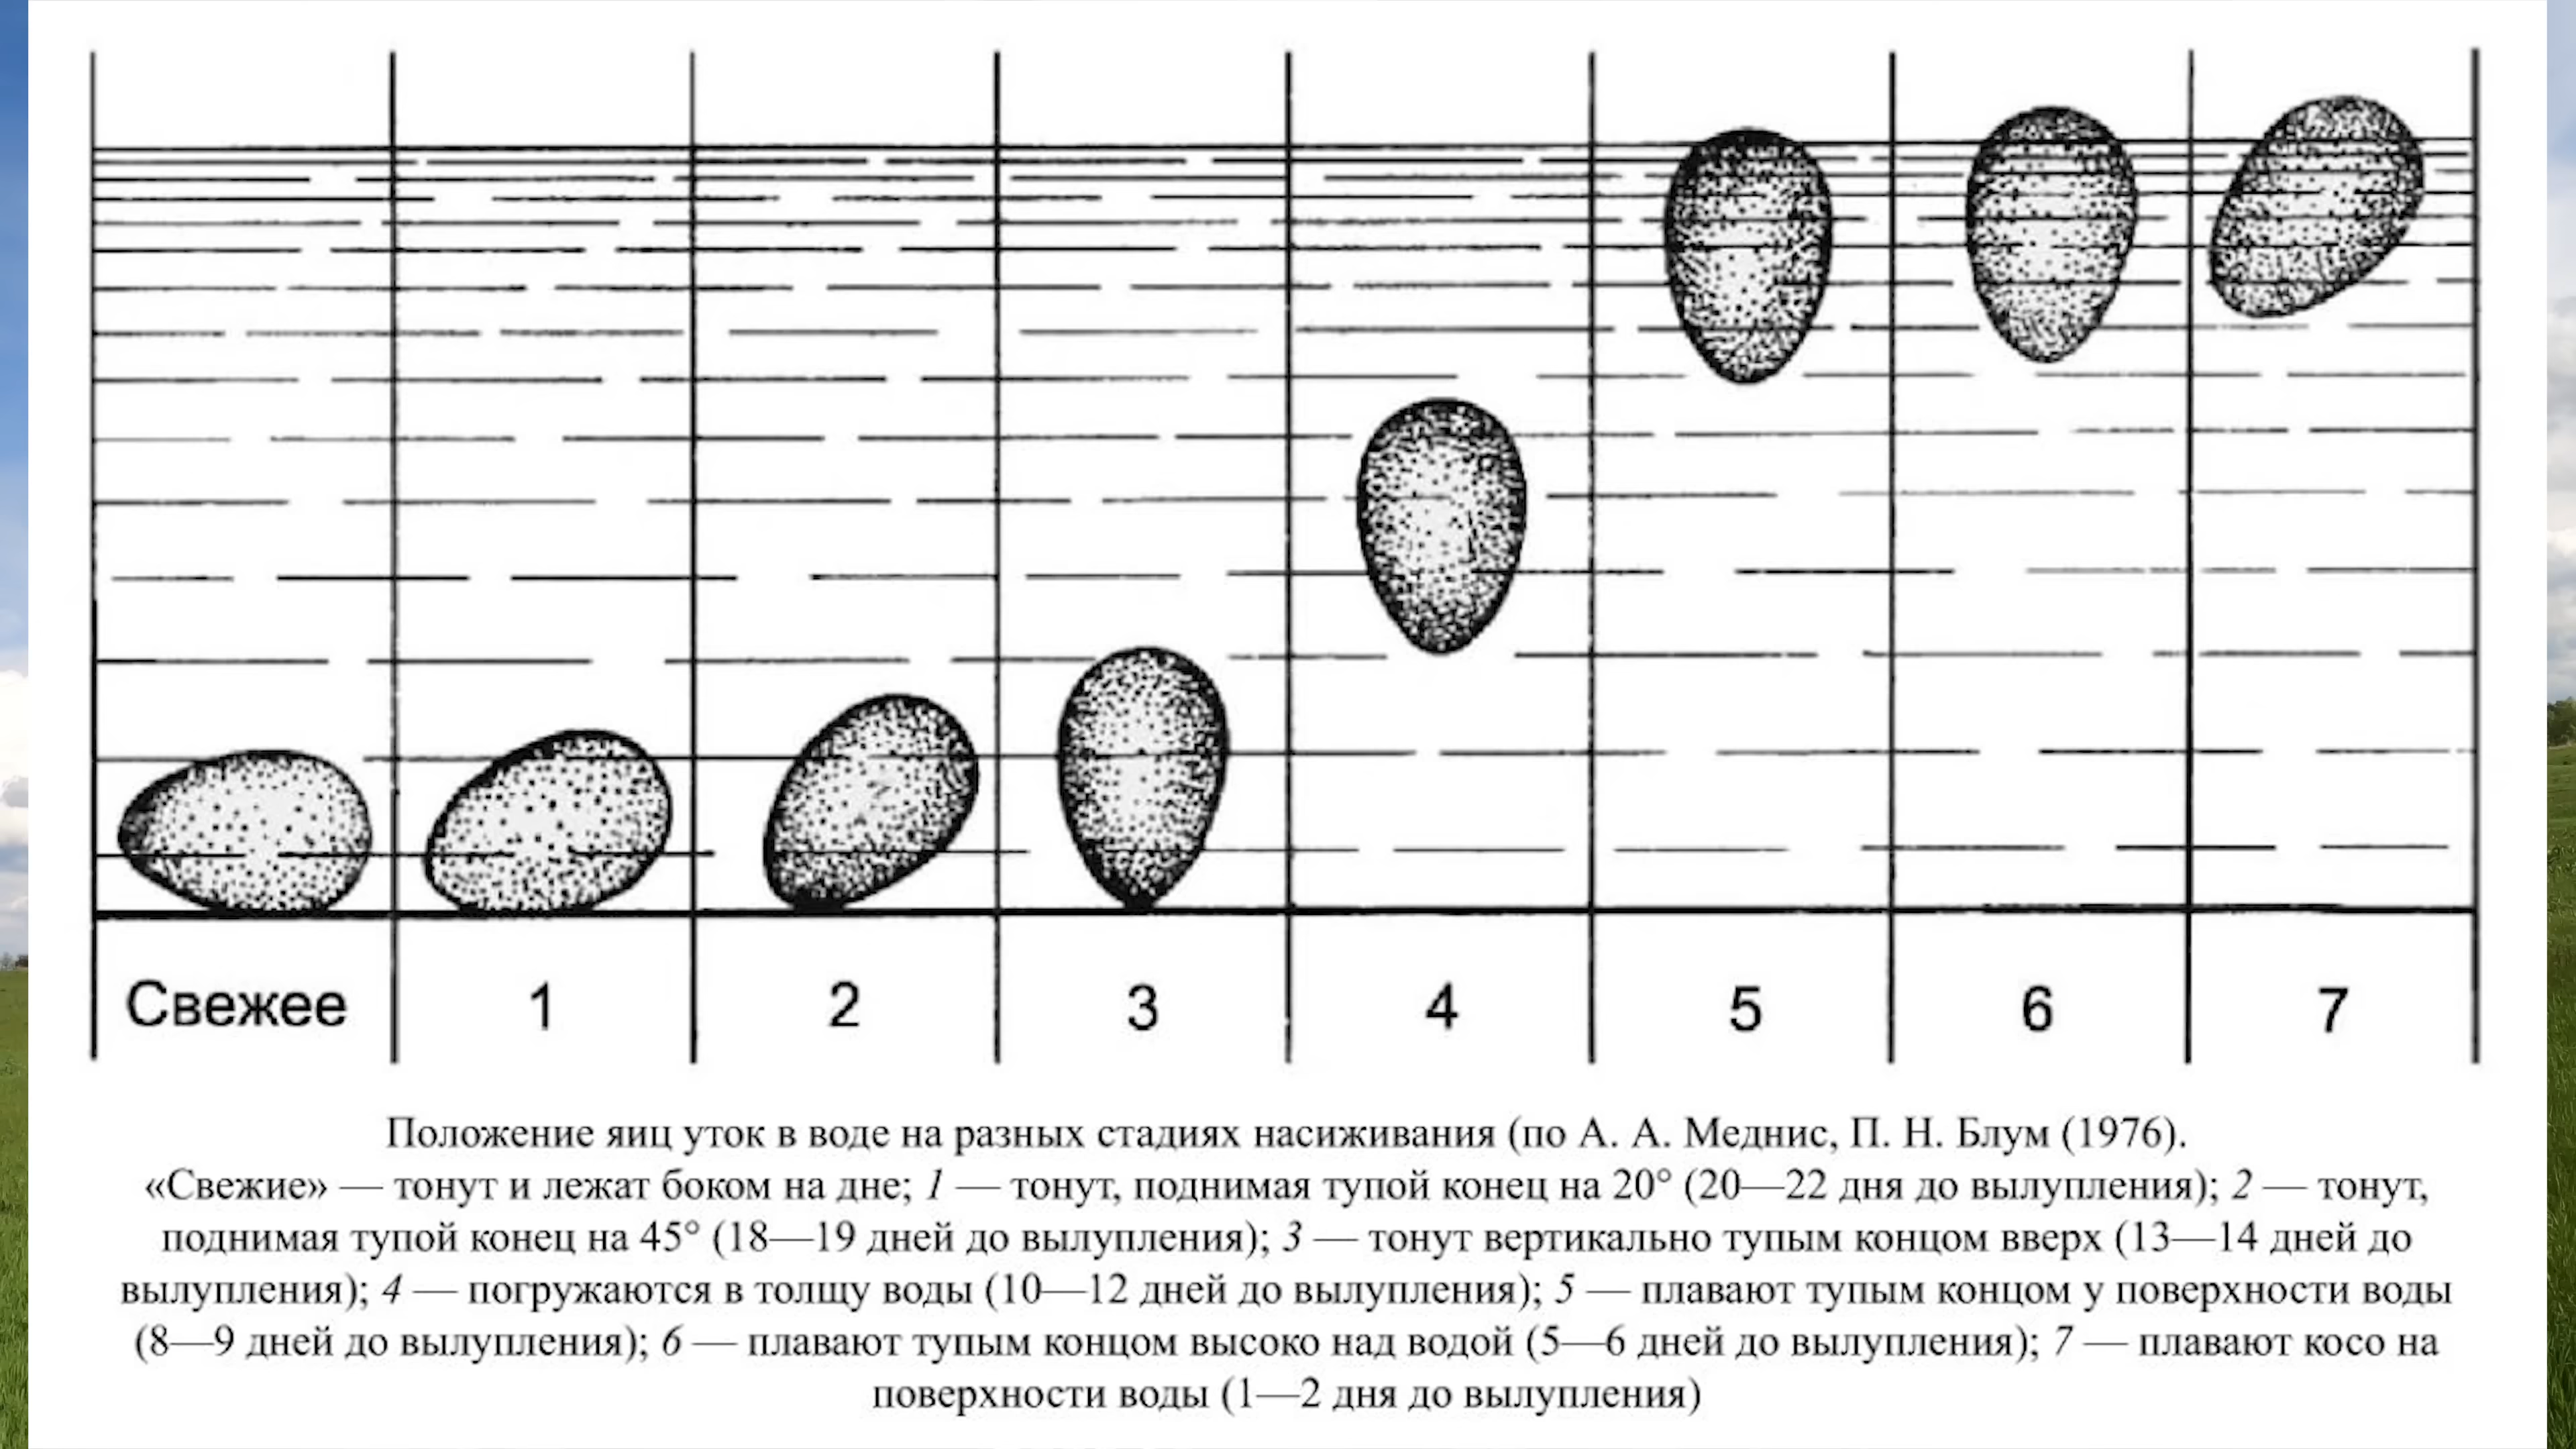 Свежее 1 2 3 4 5 6 7
Положение яиц уток в воде на разных стадиях насиживания (по А. А. Меднис, П. Н. Блум (1976).
«Свежие» — тонут и лежат боком на дне; 1 — тонут, поднимая тупой конец на 20° (20—22 дня до вылупления); 2 — тонут,
поднимая тупой конец на 45° (18—19 дней до вылупления); 3 — тонут вертикально тупым концом вверх (13—14 дней до
вылупления); 4 — погружаются в толщу воды (10—12 дней до вылупления); 5 — плавают тупым концом у поверхности воды
(8—9 дней до вылупления); 6 — плавают тупым концом высоко над водой (5—6 дней до вылупления); 7 — плавают косо на
поверхности воды (1—2 дня до вылупления)